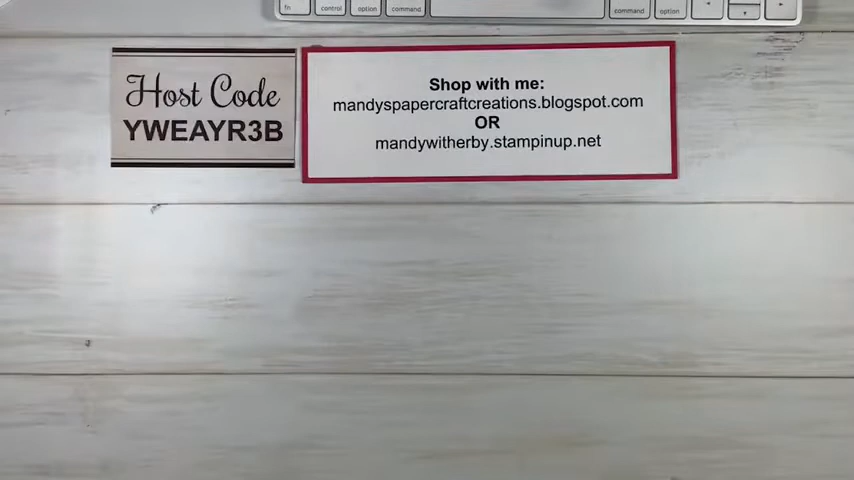 fn control option command command option
Host Code
YWEAYR3B
Shop with me:
mandyspapercraftcreations.blogspot.com
OR
mandywitherby.stampinup.net